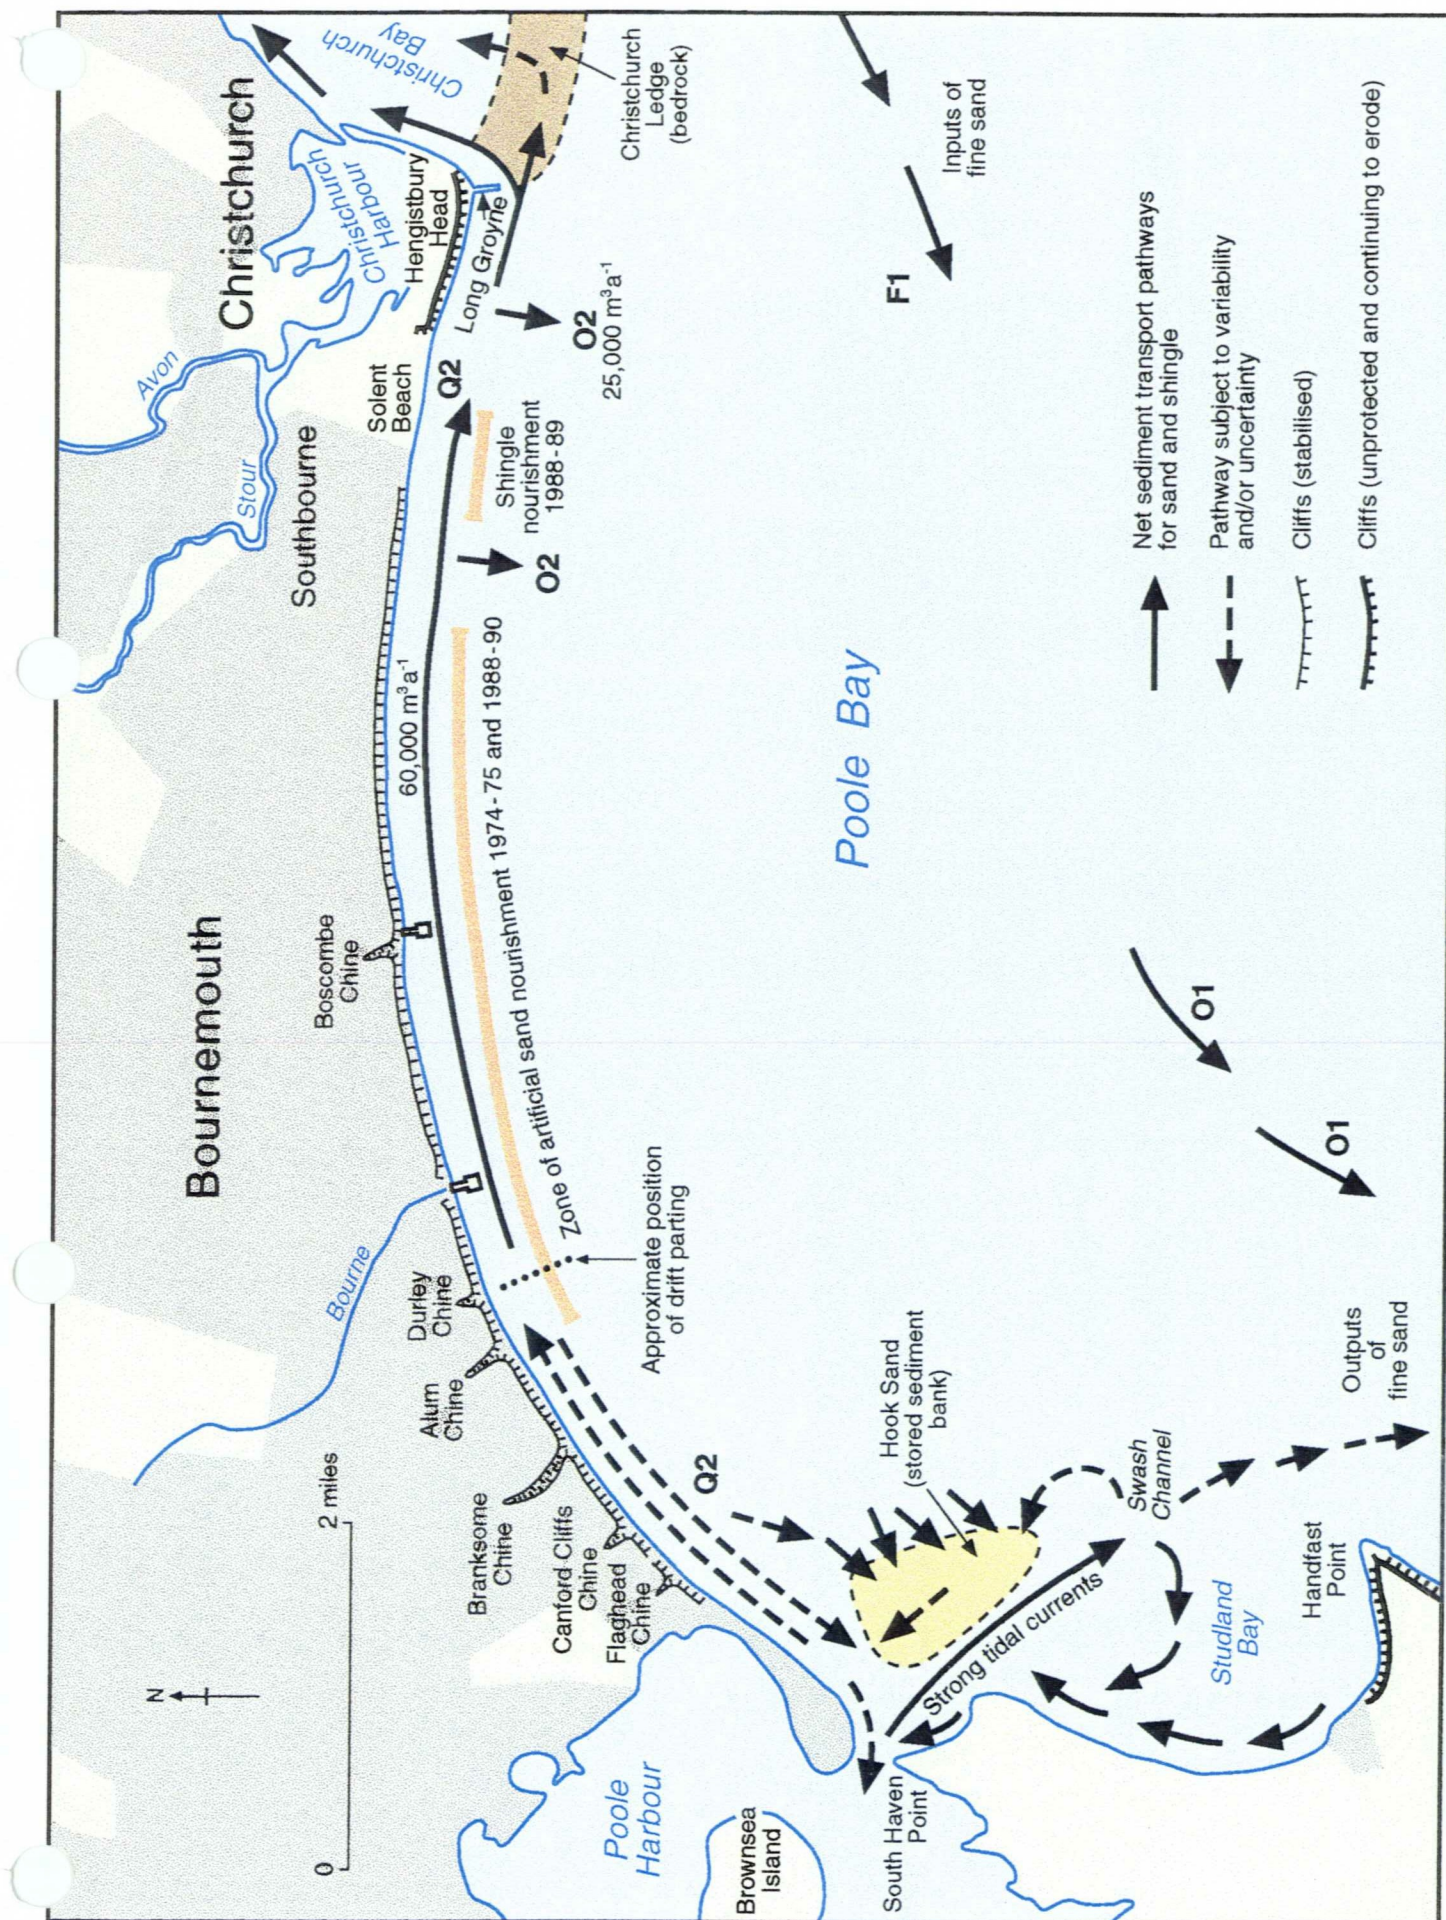 Christchurch
Christchurch
Bay
Christchurch
Harbour
Hengistbury
Head
Long Groyne
Christchurch
Ledge
(bedrock)
Avon
Stour
Southbourne
Solent
Beach
Q2
O2
25,000 m³a⁻¹
Shingle
nourishment
1988-89
O2
60,000 m³a⁻¹
Inputs of
fine sand
F1
Bournemouth
Boscombe
Chine
Zone of artificial sand nourishment 1974-75 and 1988-90
Bourne
Durley
Chine
Alum
Chine
Branksome
Chine
Canford Cliffs
Chine
Flaghead
Chine
Approximate position
of drift parting
Poole Bay
O1
O1
Q2
Hook Sand
(stored sediment
bank)
Swash
Channel
Outputs
of
fine sand
Strong tidal currents
Studland
Bay
Handfast
Point
South Haven
Point
Poole
Harbour
Brownsea
Island
N
0
2 miles
Net sediment transport pathways
for sand and shingle
Pathway subject to variability
and/or uncertainty
Cliffs (stabilised)
Cliffs (unprotected and continuing to erode)